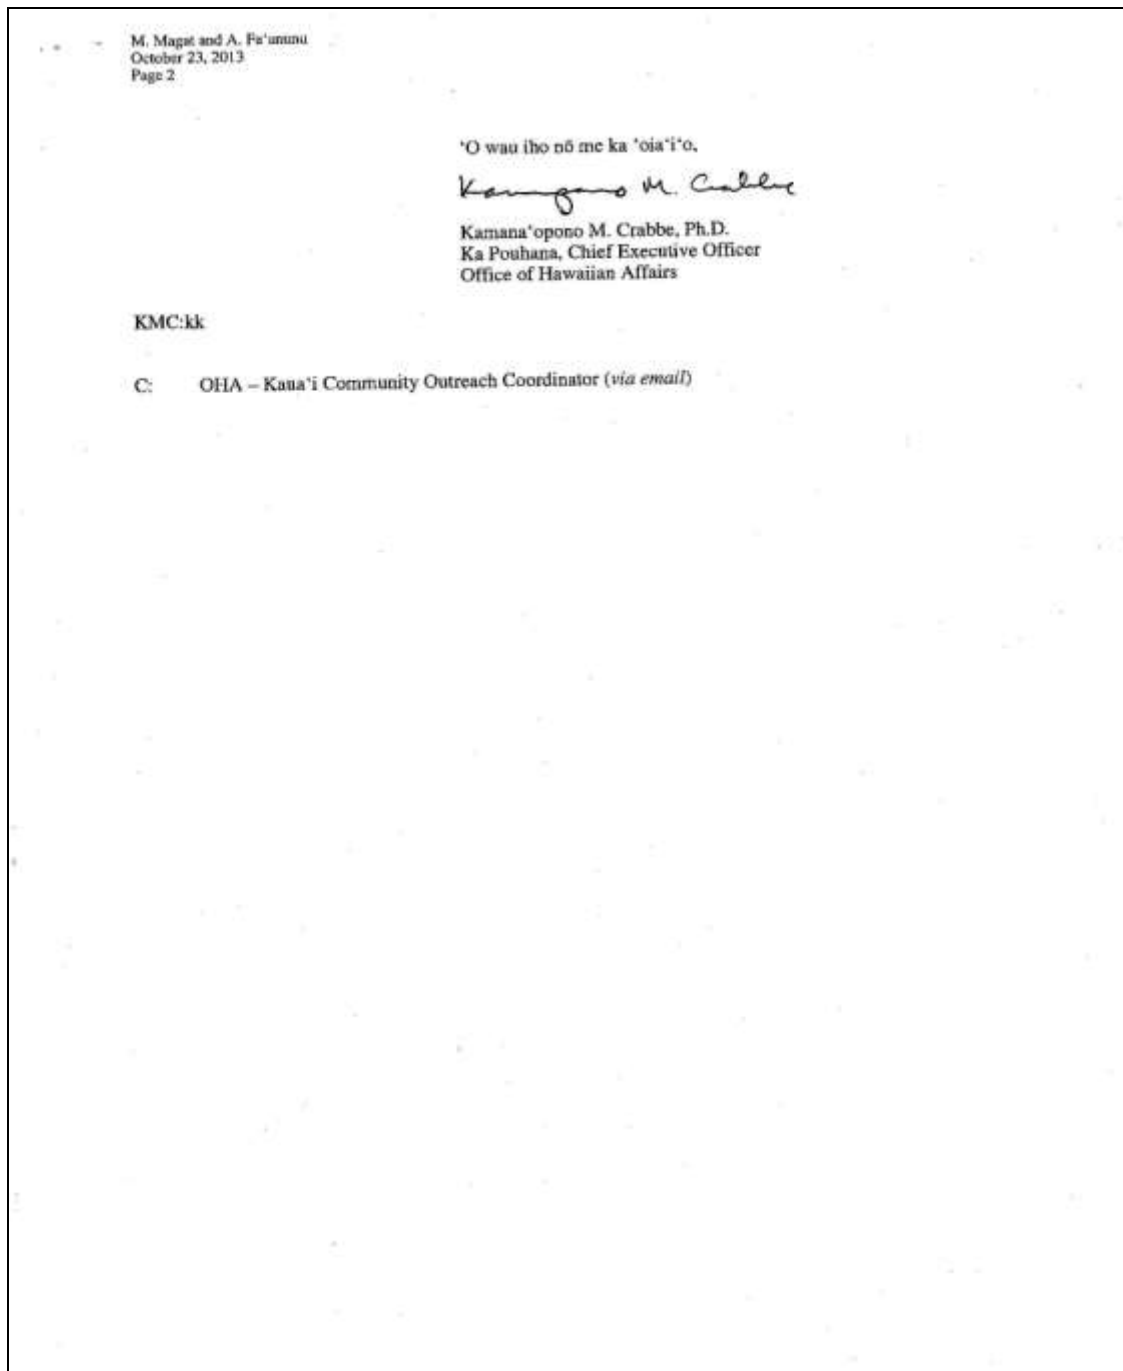 M. Magat and A. Fa‘ununu
October 23, 2013
Page 2
‘O wau iho nō me ka ‘oia‘i‘o,
Kamana‘opono M. Crabbe
Kamana‘opono M. Crabbe, Ph.D.
Ka Pouhana, Chief Executive Officer
Office of Hawaiian Affairs
KMC:kk
C: OHA – Kaua‘i Community Outreach Coordinator (via email)